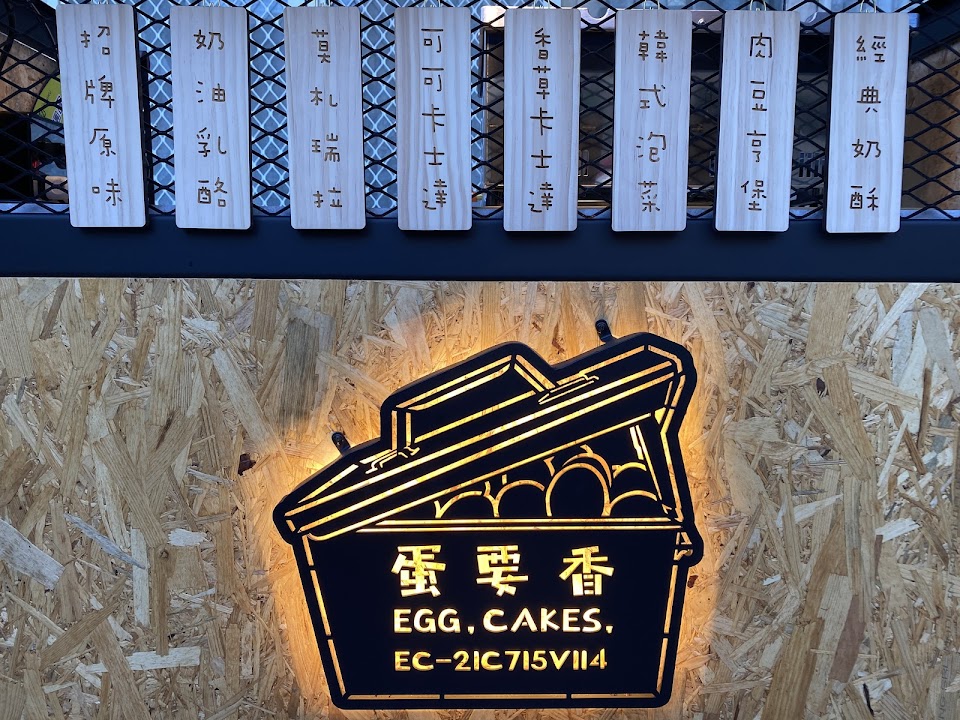 招牌原味
奶油乳酪
莫札瑞拉
可可卡士達
香草卡士達
韓式泡菜
肉豆亨堡
經典奶酥
蛋要香
EGG, CAKES,
EC-21C715V114